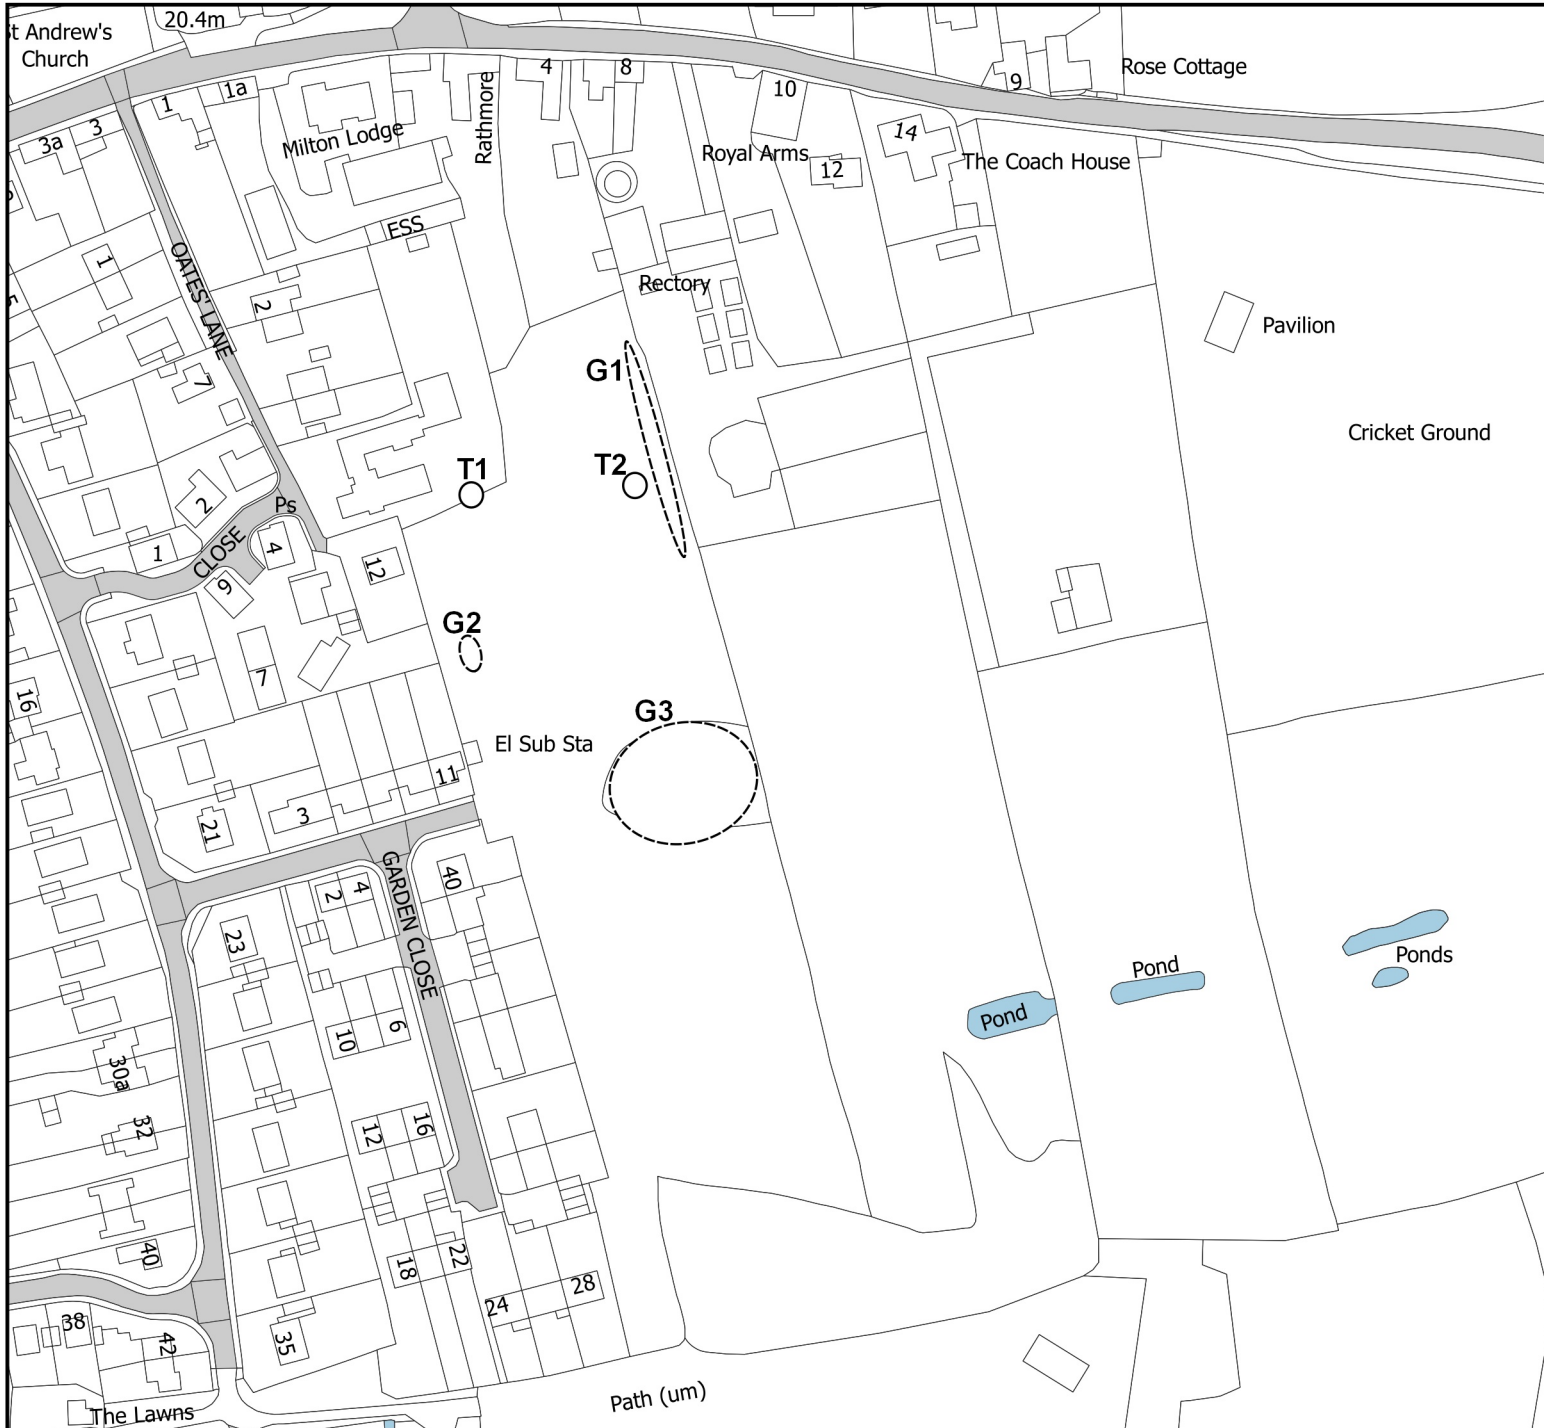 20.4m
t Andrew's
Church
Rose Cottage
4
8
9
10
1
1a
3
3a
Milton Lodge
Rathmore
Royal Arms
14
The Coach House
12
ESS
OATES' LANE
1
2
Rectory
Pavilion
G1
7
Cricket Ground
T1
T2
2
Ps
CLOSE
1
4
12
9
G2
7
16
G3
El Sub Sta
11
3
21
GARDEN CLOSE
2
4
40
23
Ponds
Pond
Pond
10
6
30a
32
12
16
40
18
22
24
28
38
42
35
Path (um)
The Lawns